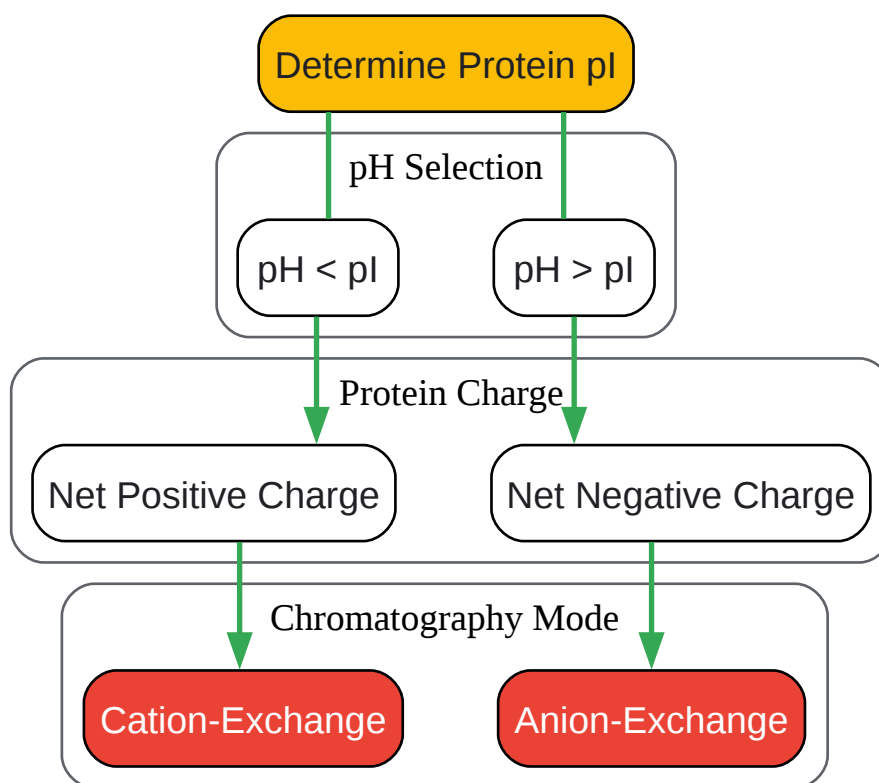 Determine Protein pI
pH Selection
pH < pI
pH > pI
Protein Charge
Net Positive Charge
Net Negative Charge
Chromatography Mode
Cation-Exchange
Anion-Exchange